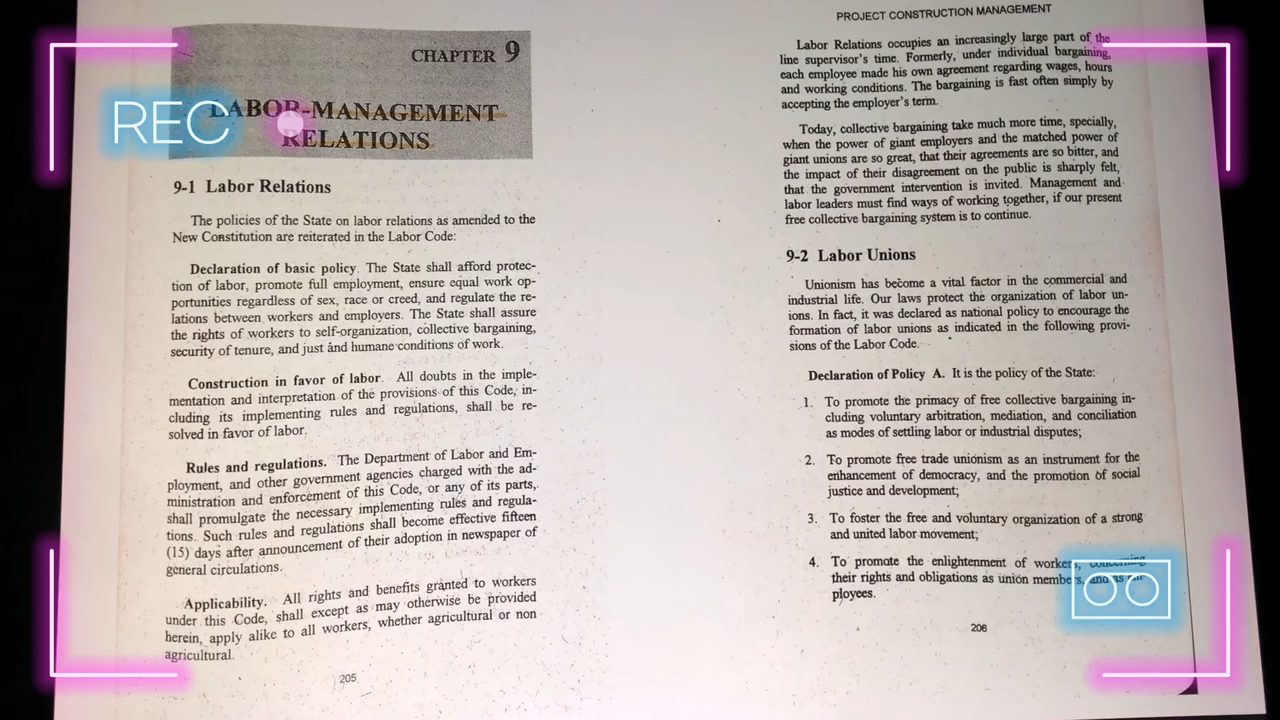 CHAPTER 9
LABOR-MANAGEMENT
RELATIONS
REC
9-1 Labor Relations
The policies of the State on labor relations as amended to the
New Constitution are reiterated in the Labor Code:
Declaration of basic policy. The State shall afford protec-
tion of labor, promote full employment, ensure equal work op-
portunities regardless of sex, race or creed, and regulate the re-
lations between workers and employers. The State shall assure
the rights of workers to self-organization, collective bargaining,
security of tenure, and just and humane conditions of work.
Construction in favor of labor. All doubts in the imple-
mentation and interpretation of the provisions of this Code, in-
cluding its implementing rules and regulations, shall be re-
solved in favor of labor.
Rules and regulations. The Department of Labor and Em-
ployment, and other government agencies charged with the ad-
ministration and enforcement of this Code, or any of its parts,
shall promulgate the necessary implementing rules and regula-
tions. Such rules and regulations shall become effective fifteen
(15) days after announcement of their adoption in newspaper of
general circulations.
Applicability. All rights and benefits granted to workers
under this Code, shall except as may otherwise be provided
herein, apply alike to all workers, whether agricultural or non
agricultural.
205
PROJECT CONSTRUCTION MANAGEMENT
Labor Relations occupies an increasingly large part of the
line supervisor's time. Formerly, under individual bargaining,
each employee made his own agreement regarding wages, hours
and working conditions. The bargaining is fast often simply by
accepting the employer's term.
Today, collective bargaining take much more time, specially,
when the power of giant employers and the matched power of
giant unions are so great, that their agreements are so bitter, and
the impact of their disagreement on the public is sharply felt,
that the government intervention is invited. Management and
labor leaders must find ways of working together, if our present
free collective bargaining system is to continue.
9-2 Labor Unions
Unionism has become a vital factor in the commercial and
industrial life. Our laws protect the organization of labor un-
ions. In fact, it was declared as national policy to encourage the
formation of labor unions as indicated in the following provi-
sions of the Labor Code.
Declaration of Policy A. It is the policy of the State:
1. To promote the primacy of free collective bargaining in-
cluding voluntary arbitration, mediation, and conciliation
as modes of settling labor or industrial disputes;
2. To promote free trade unionism as an instrument for the
enhancement of democracy, and the promotion of social
justice and development;
3. To foster the free and voluntary organization of a strong
and united labor movement;
4. To promote the enlightenment of workers, concerning
their rights and obligations as union members, and as em-
ployees.
206